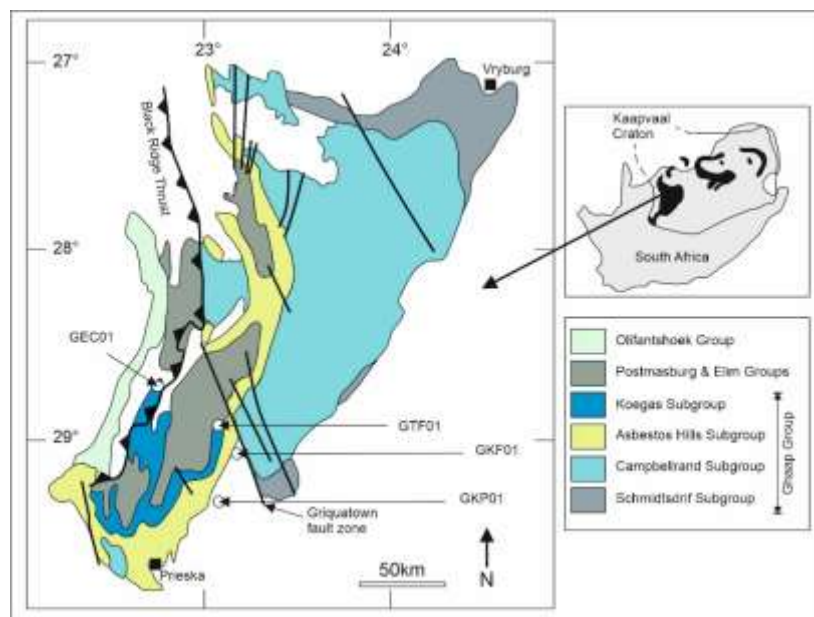 23°
24°
27°
Vryburg
Black Ridge Thrust
28°
GEC01
29°
GTF01
GKF01
GKP01
Griquatown
fault zone
Prieska
50km
N
Kaapvaal
Craton
South Africa
Olifantshoek Group
Postmasburg & Elim Groups
Koegas Subgroup
Asbestos Hills Subgroup
Campbellrand Subgroup
Schmidtsdrif Subgroup
Ghaap Group